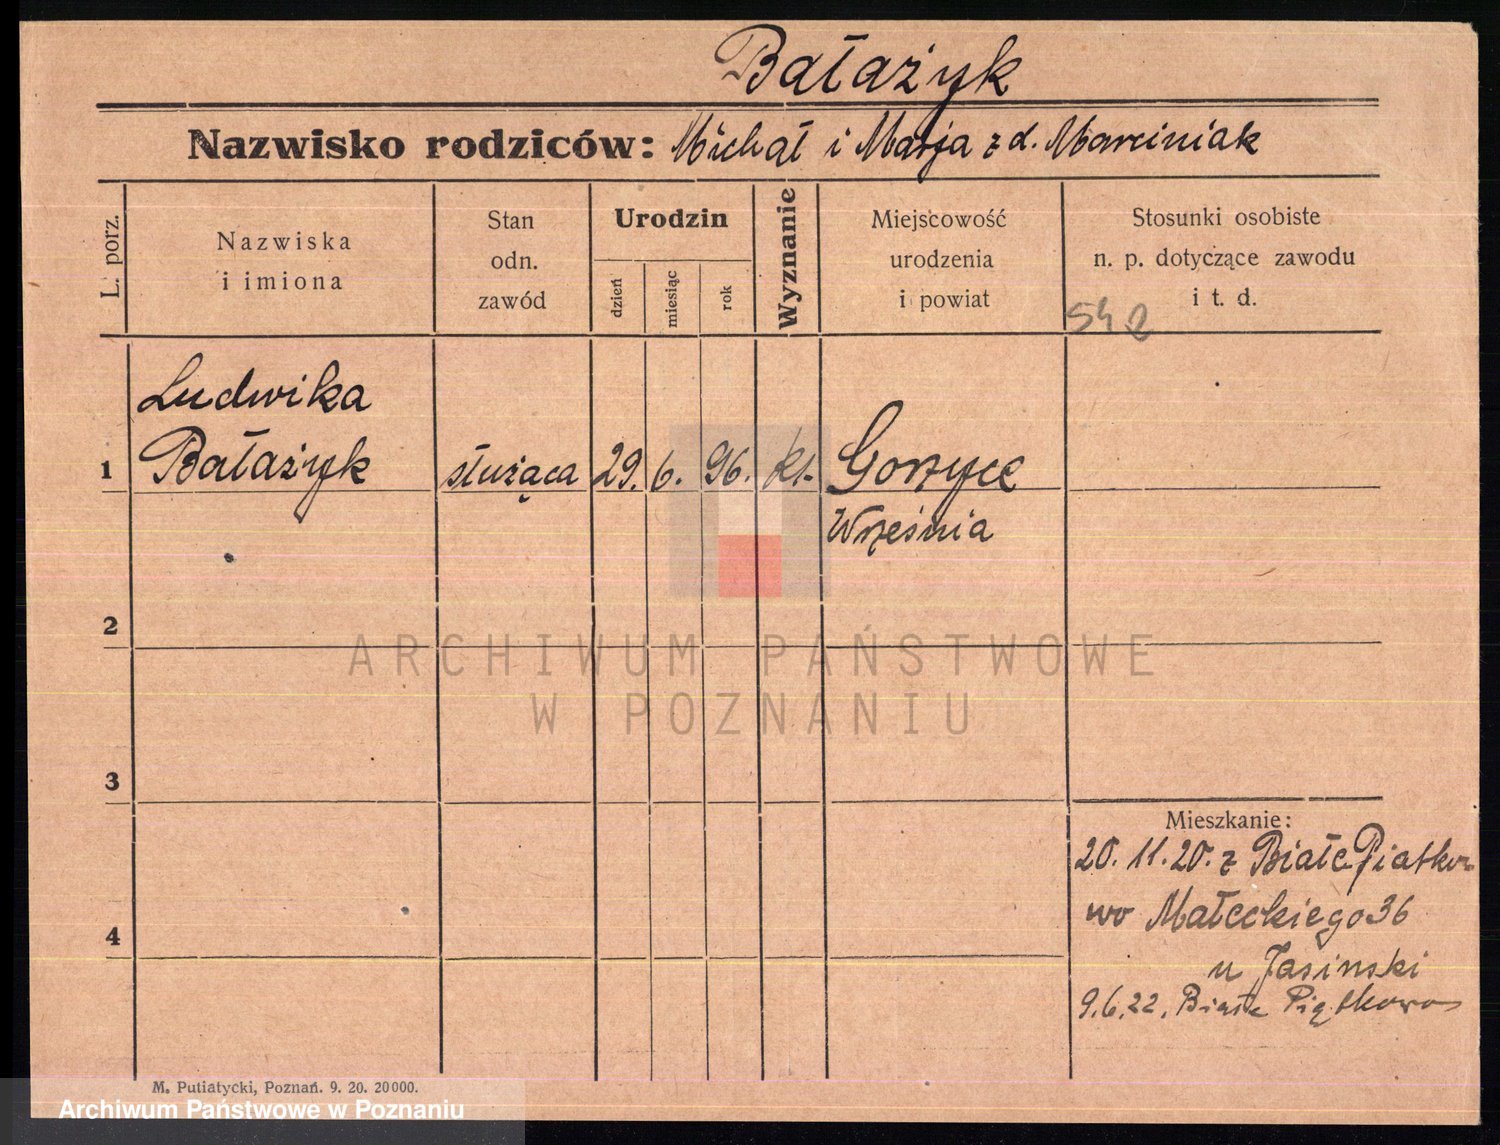 Bałażyk
Nazwisko rodziców: Michał i Marja z d. Marciniak
L. porz.
Nazwiska
i imiona
Stan
odn.
zawód
Urodzin
dzień
miesiąc
rok
Wyznanie
Miejscowość
urodzenia
i powiat
Stosunki osobiste
n. p. dotyczące zawodu
i t. d.
542
Ludwika
1 Bałażyk służąca 29. 6. 96. kt. Gorzyce
Września
2
3
4
Mieszkanie:
20. 11. 20. z Białe Piątko
wo Małeckiego 36
u Jasinski
9.6.22. Białe Piątkowo
M. Putiatycki, Poznań. 9. 20. 20000.
ARCHIWUM PAŃSTWOWE
W POZNANIU
Archiwum Państwowe w Poznaniu